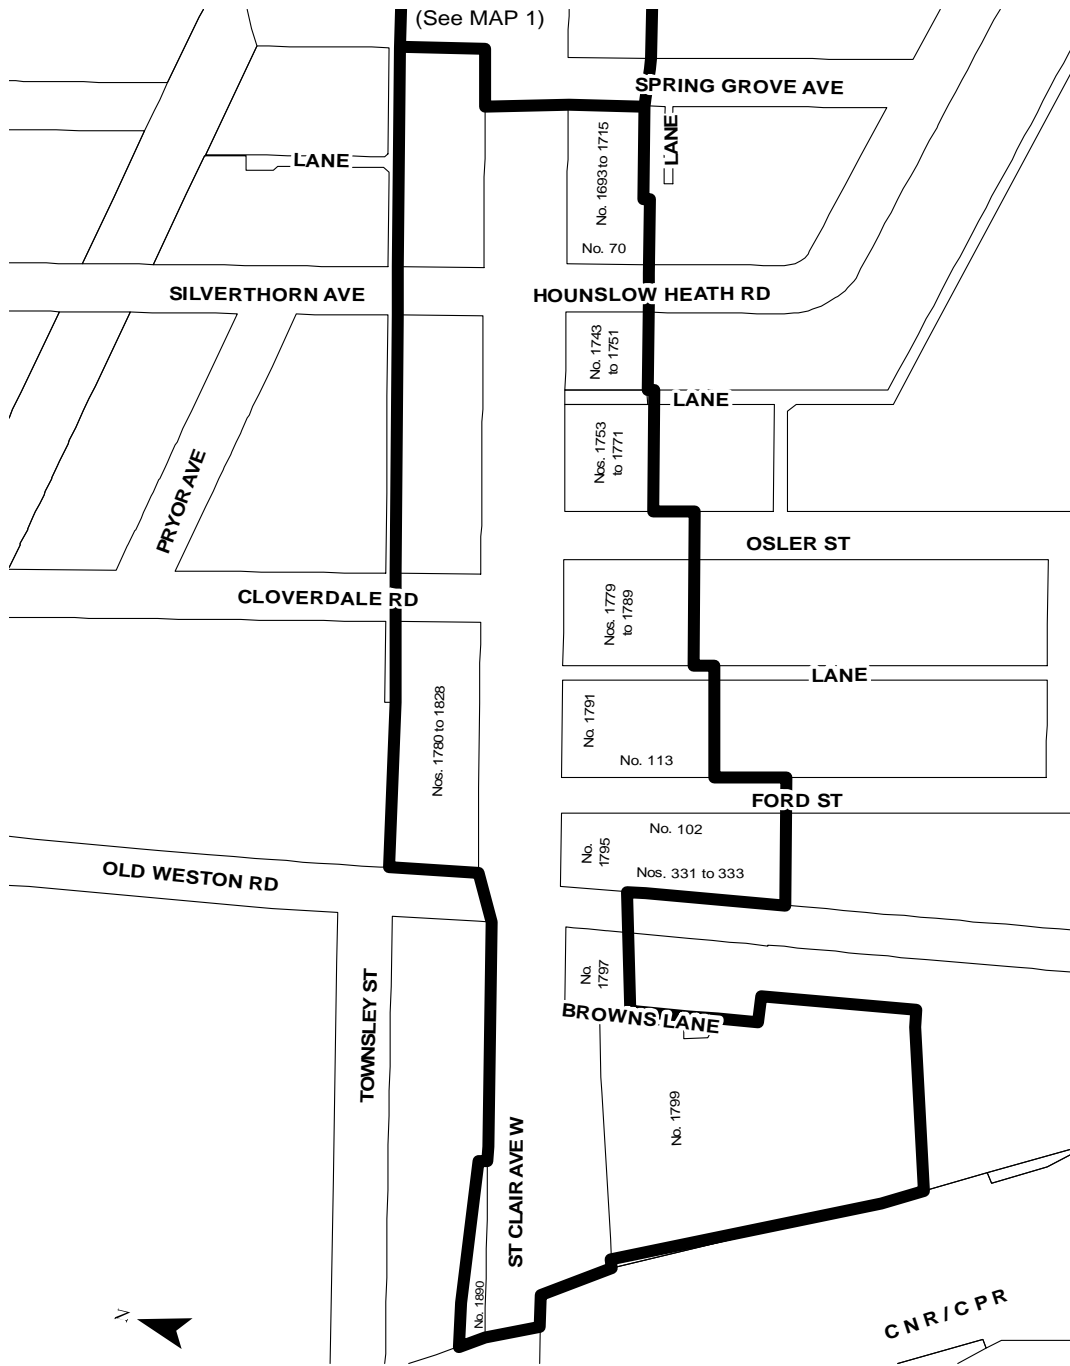 (See MAP 1)
SPRING GROVE AVE
LANE
LANE
No. 1693 to 1715
No. 70
SILVERTHORN AVE
HOUNSLOW HEATH RD
No. 1743
to 1751
LANE
Nos. 1753
to 1771
PRYOR AVE
OSLER ST
CLOVERDALE RD
Nos. 1779
to 1789
LANE
Nos. 1780 to 1828
No. 1791
No. 113
FORD ST
No. 102
No.
1795
OLD WESTON RD
Nos. 331 to 333
No.
1797
BROWNS LANE
TOWNSLEY ST
No. 1799
ST CLAIR AVE W
No. 1890
N
CNR/CPR